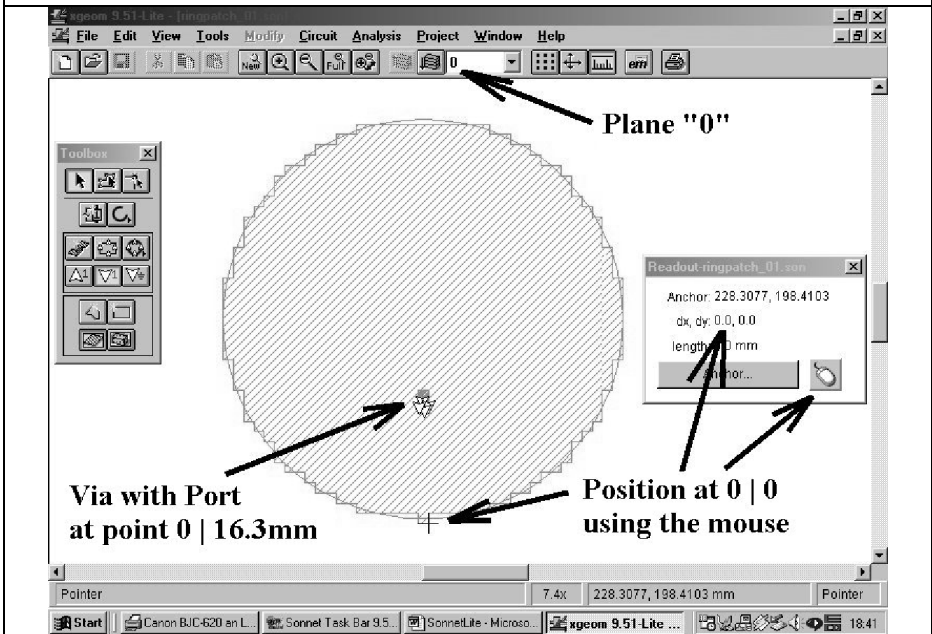 xgeom 9.51-Lite - [ringpatch_01.son]
File Edit View Tools Modify Circuit Analysis Project Window Help
New Full 0 em
Plane "0"
Toolbox
Readout-ringpatch_01.son
Anchor: 228.3077, 198.4103
dx, dy: 0.0, 0.0
length: mm
Anchor...
Via with Port
at point 0 | 16.3mm
Position at 0 | 0
using the mouse
Pointer 7.4x 228.3077, 198.4103 mm Pointer
Start Canon BJC-620 an L... Sonnet Task Bar 9.5... SonnetLite - Microso... xgeom 9.51-Lite ... 18:41